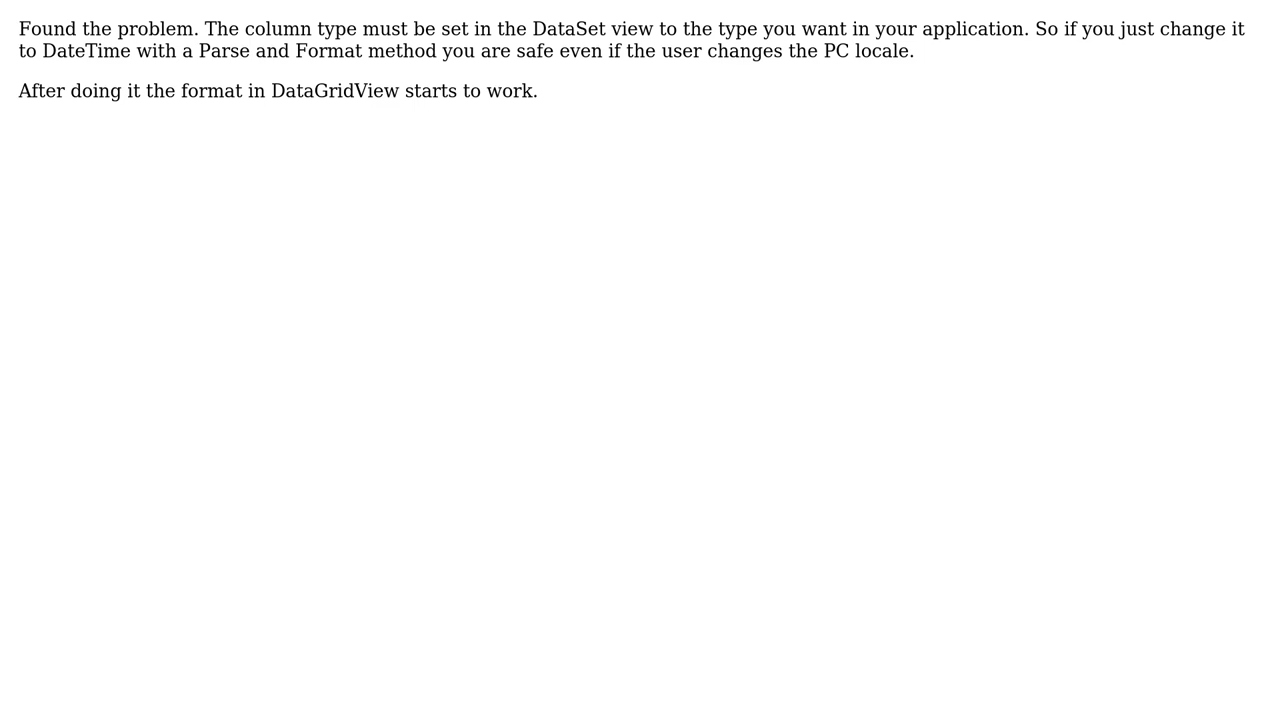 Found the problem. The column type must be set in the DataSet view to the type you want in your application. So if you just change it
to DateTime with a Parse and Format method you are safe even if the user changes the PC locale.
After doing it the format in DataGridView starts to work.